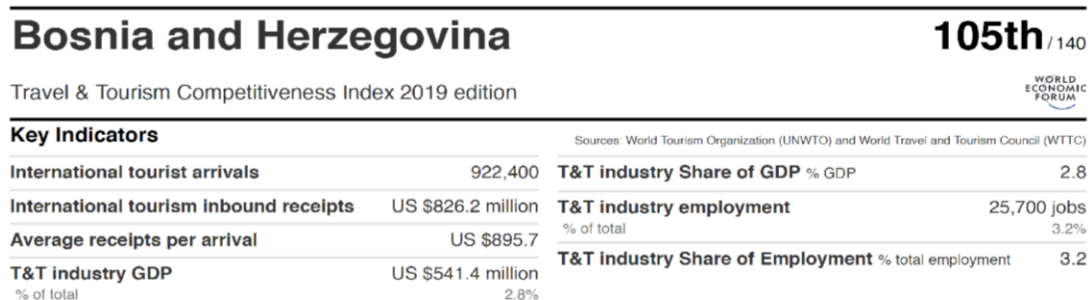 Bosnia and Herzegovina
105th/140
Travel & Tourism Competitiveness Index 2019 edition
WORLD
ECONOMIC
FORUM
Key Indicators
Sources: World Tourism Organization (UNWTO) and World Travel and Tourism Council (WTTC)
International tourist arrivals 922,400
International tourism inbound receipts US $826.2 million
Average receipts per arrival US $895.7
T&T industry GDP US $541.4 million
% of total 2.8%
T&T industry Share of GDP % GDP 2.8
T&T industry employment 25,700 jobs
% of total 3.2%
T&T industry Share of Employment % total employment 3.2